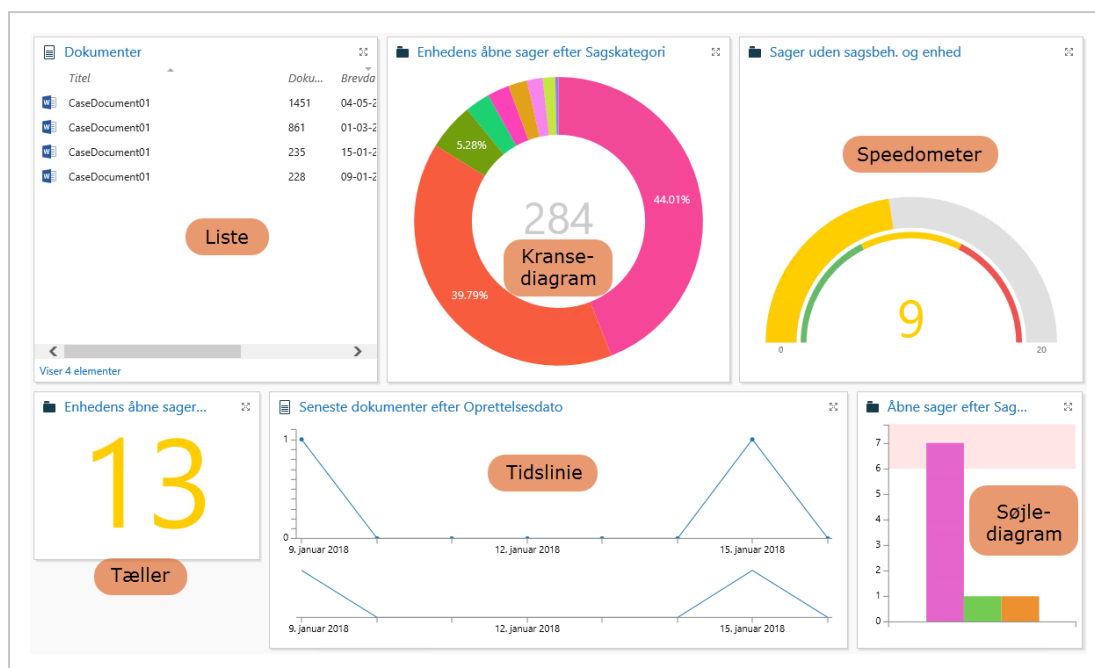 Dokumenter
Titel Doku... Brevda
CaseDocument01 1451 04-05-2
CaseDocument01 861 01-03-2
CaseDocument01 235 15-01-2
CaseDocument01 228 09-01-2
Liste
Viser 4 elementer
Enhedens åbne sager efter Sagskategori
5.28%
44.01%
284
Kranse-
diagram
39.79%
Sager uden sagsbeh. og enhed
Speedometer
9
0 20
Enhedens åbne sager...
13
Tæller
Seneste dokumenter efter Oprettelsesdato
1
Tidslinie
0
9. januar 2018 12. januar 2018 15. januar 2018
9. januar 2018 12. januar 2018 15. januar 2018
Åbne sager efter Sag...
7
6
5
Søjle-
diagram
4
3
2
1
0